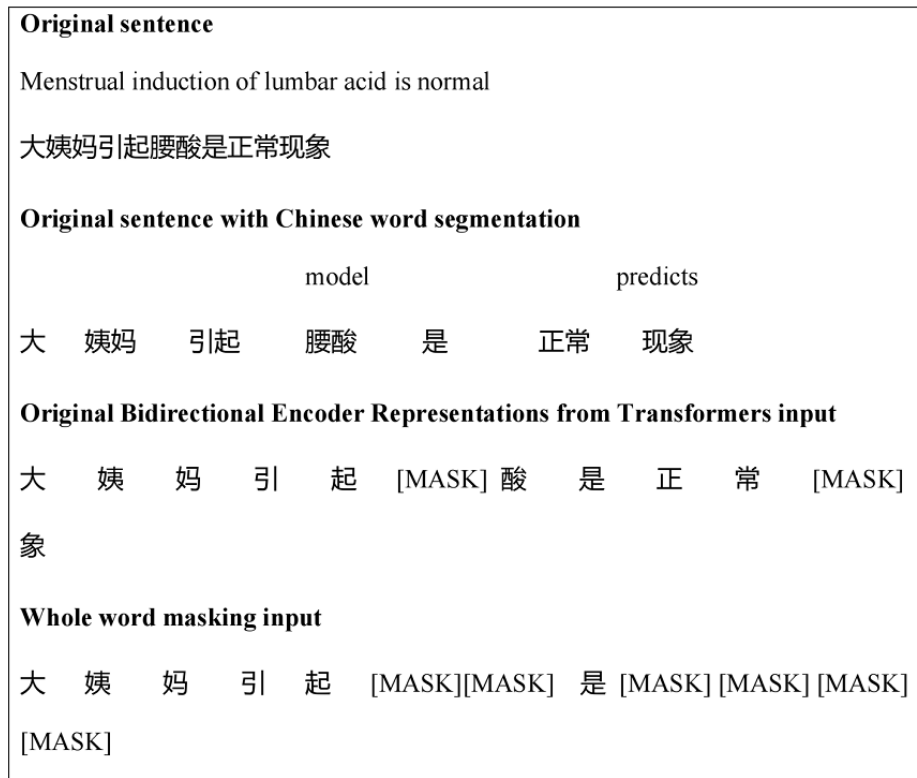 Original sentence
Menstrual induction of lumbar acid is normal
大姨妈引起腰酸是正常现象
Original sentence with Chinese word segmentation
model predicts
大 姨妈 引起 腰酸 是 正常 现象
Original Bidirectional Encoder Representations from Transformers input
大 姨 妈 引 起 [MASK] 酸 是 正 常 [MASK]
象
Whole word masking input
大 姨 妈 引 起 [MASK][MASK] 是 [MASK] [MASK] [MASK]
[MASK]